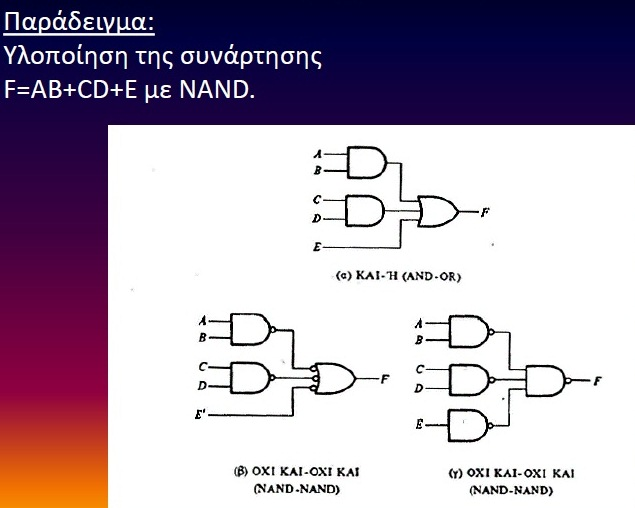 Παράδειγμα:
Υλοποίηση της συνάρτησης
F=AB+CD+E με NAND.
A
B
C
D
E
F
(α) ΚΑΙ-Ή (AND-OR)
A
B
C
D
E'
F
(β) ΟΧΙ ΚΑΙ-ΟΧΙ ΚΑΙ
(NAND-NAND)
A
B
C
D
E
F
(γ) ΟΧΙ ΚΑΙ-ΟΧΙ ΚΑΙ
(NAND-NAND)